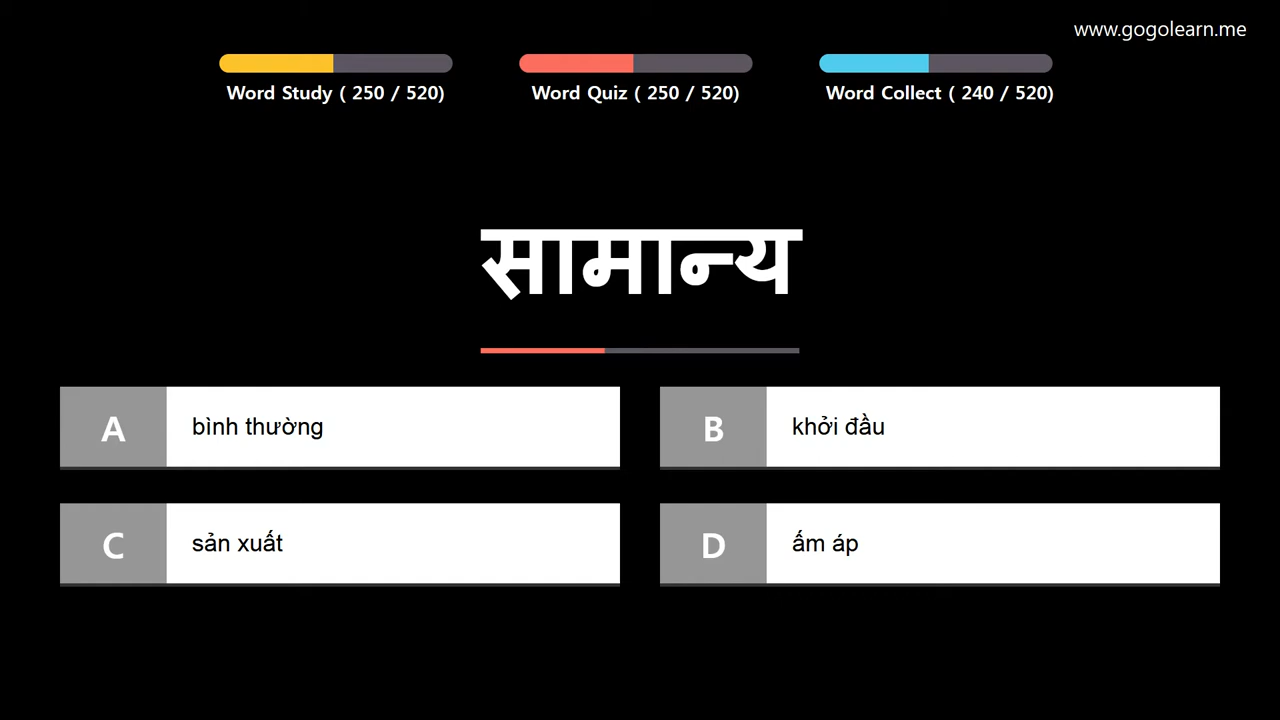 www.gogolearn.me
Word Study ( 250 / 520)
Word Quiz ( 250 / 520)
Word Collect ( 240 / 520)
सामान्य
A bình thường
B khởi đầu
C sản xuất
D ấm áp